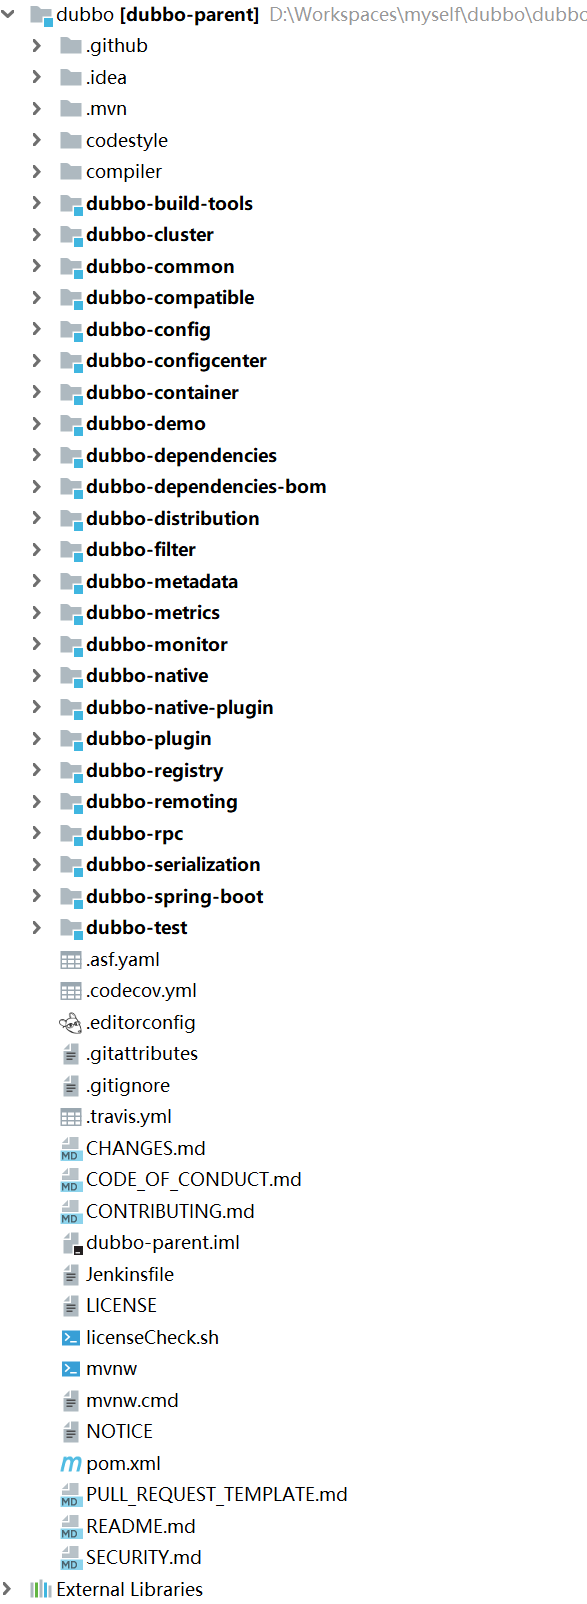 dubbo [dubbo-parent] D:\Workspaces\myself\dubbo\dubbo
.github
.idea
.mvn
codestyle
compiler
dubbo-build-tools
dubbo-cluster
dubbo-common
dubbo-compatible
dubbo-config
dubbo-configcenter
dubbo-container
dubbo-demo
dubbo-dependencies
dubbo-dependencies-bom
dubbo-distribution
dubbo-filter
dubbo-metadata
dubbo-metrics
dubbo-monitor
dubbo-native
dubbo-native-plugin
dubbo-plugin
dubbo-registry
dubbo-remoting
dubbo-rpc
dubbo-serialization
dubbo-spring-boot
dubbo-test
.asf.yaml
.codecov.yml
.editorconfig
.gitattributes
.gitignore
.travis.yml
MD CHANGES.md
MD CODE_OF_CONDUCT.md
MD CONTRIBUTING.md
dubbo-parent.iml
Jenkinsfile
LICENSE
licenseCheck.sh
mvnw
mvnw.cmd
NOTICE
m pom.xml
MD PULL_REQUEST_TEMPLATE.md
MD README.md
MD SECURITY.md
External Libraries